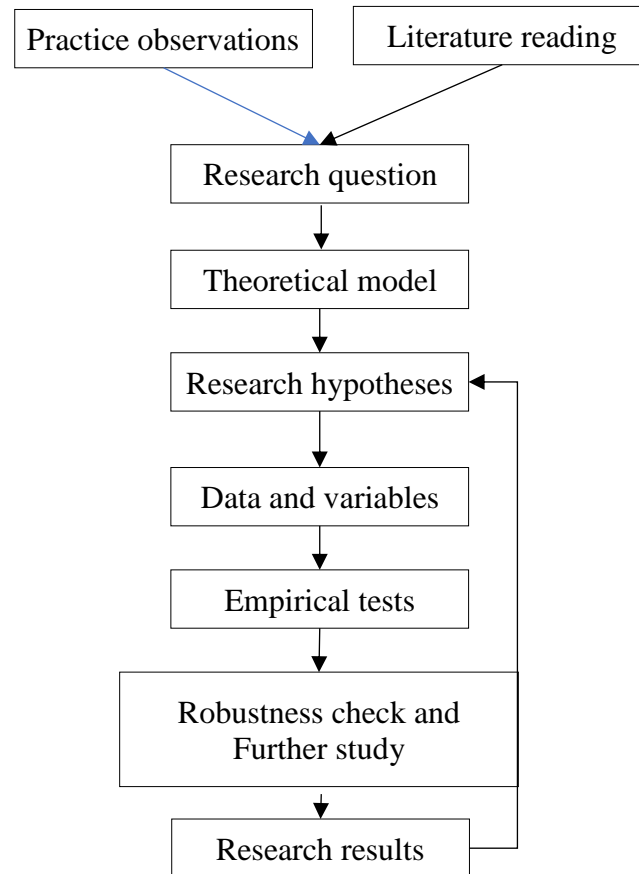 Practice observations
Literature reading
Research question
Theoretical model
Research hypotheses
Data and variables
Empirical tests
Robustness check and
Further study
Research results